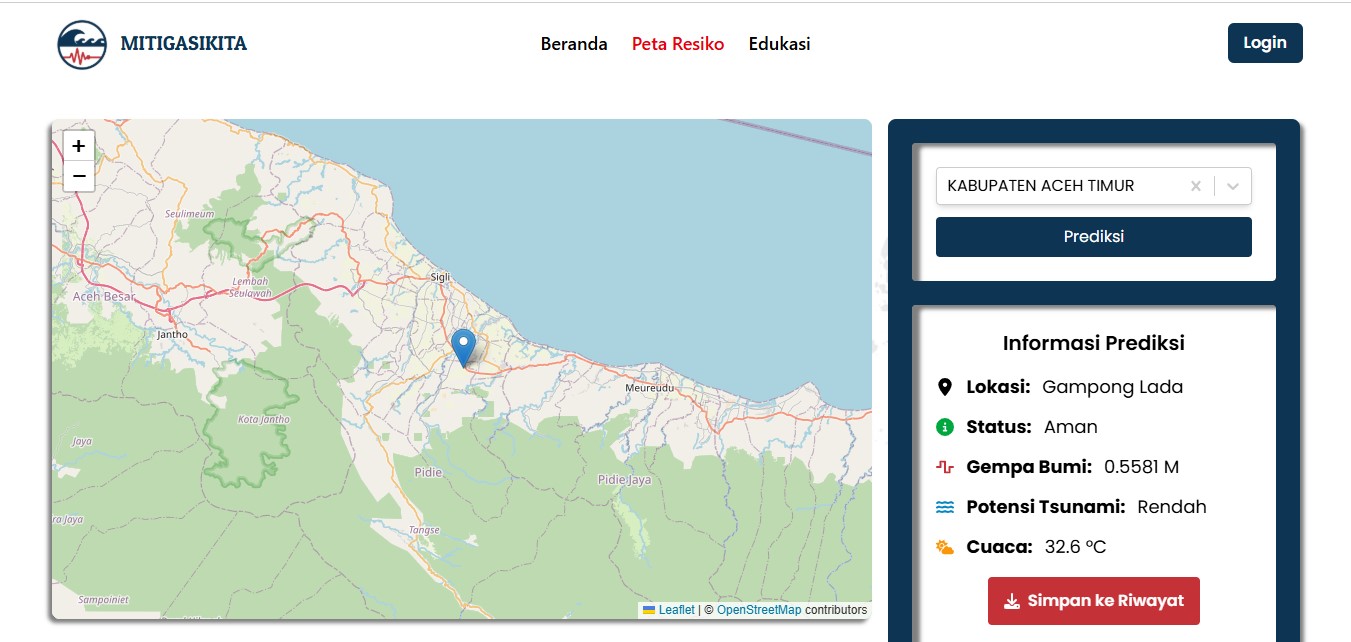 MITIGASIKITA
Beranda Peta Resiko Edukasi
Login
+
−
Seulimeum
Sigli
Lembah
Seulawah
Aceh Besar
Jantho
Meureudu
Kota Jantho
Jaya
Pidie
Pidie Jaya
ra Jaya
Tangse
Sampoiniet
Leaflet | © OpenStreetMap contributors
KABUPATEN ACEH TIMUR
Prediksi
Informasi Prediksi
Lokasi: Gampong Lada
Status: Aman
Gempa Bumi: 0.5581 M
Potensi Tsunami: Rendah
Cuaca: 32.6 °C
Simpan ke Riwayat